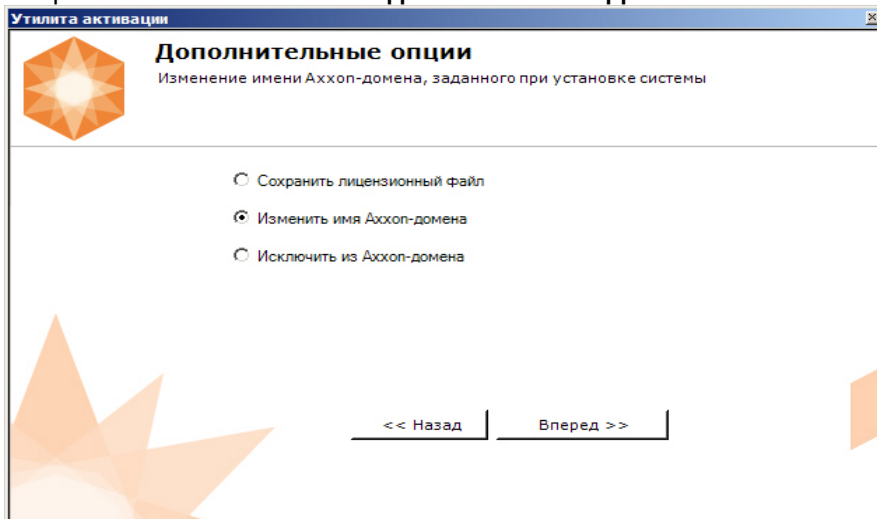 Утилита активации
Дополнительные опции
Изменение имени Axxon-домена, заданного при установке системы
Сохранить лицензионный файл
Изменить имя Axxon-домена
Исключить из Axxon-домена
<< Назад
Вперед >>